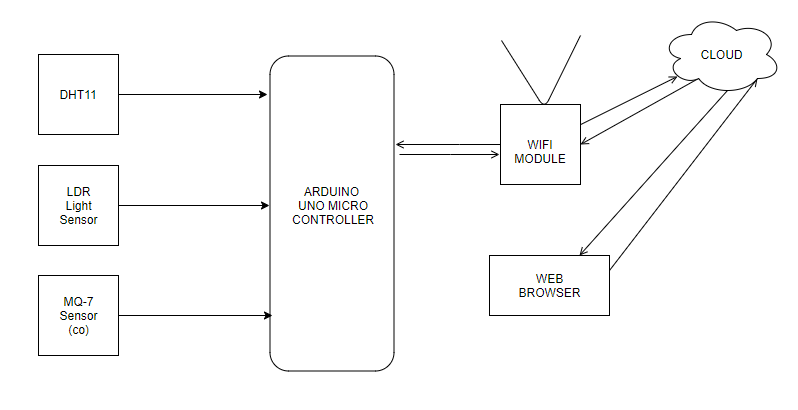 DHT11
LDR
Light
Sensor
MQ-7
Sensor
(co)
ARDUINO
UNO MICRO
CONTROLLER
WIFI
MODULE
CLOUD
WEB
BROWSER